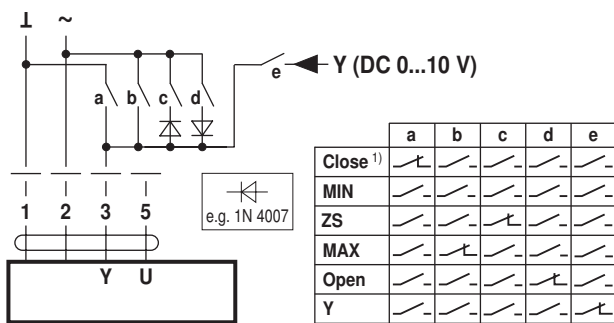 ⊥ ~
e Y (DC 0...10 V)
a b c d
1 2 3 5
e.g. 1N 4007
Y U
a b c d e
Close 1)
MIN
ZS
MAX
Open
Y